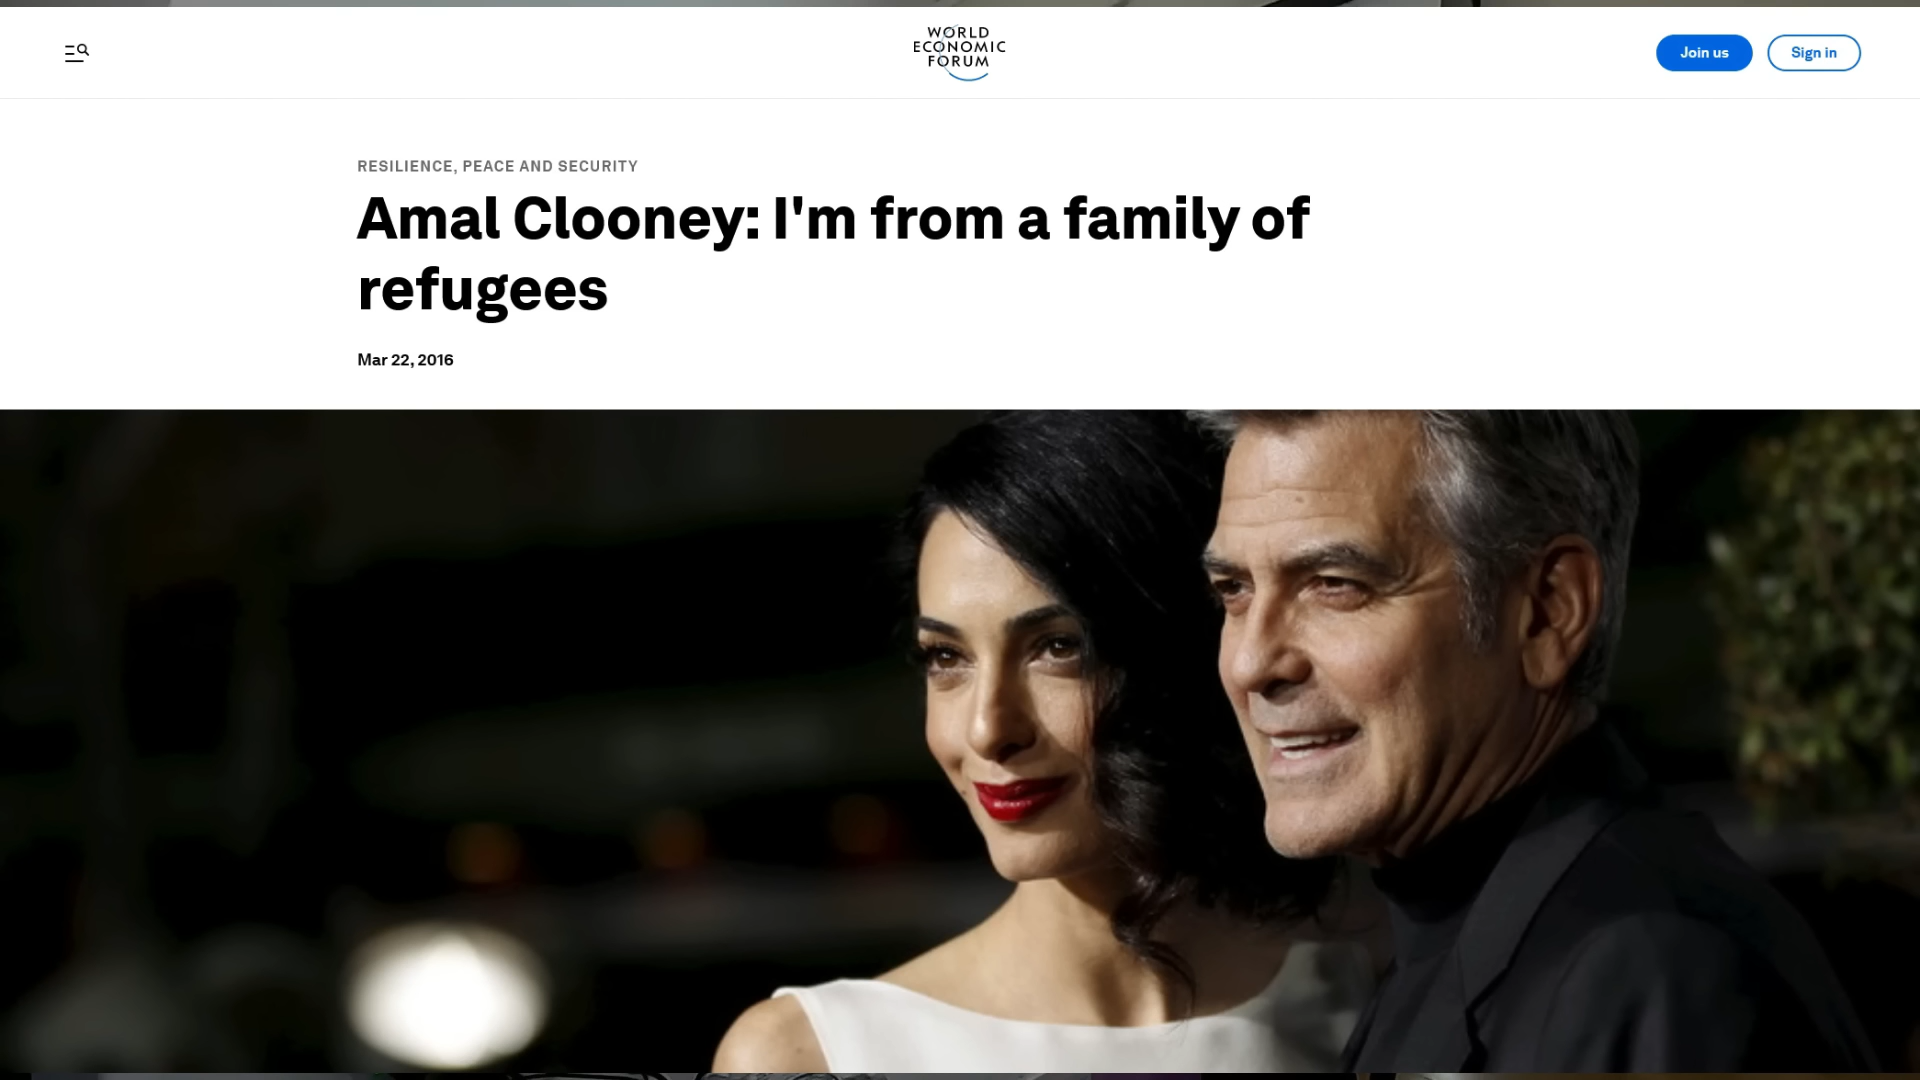 WORLD
ECONOMIC
FORUM
Join us
Sign in
RESILIENCE, PEACE AND SECURITY
Amal Clooney: I'm from a family of
refugees
Mar 22, 2016